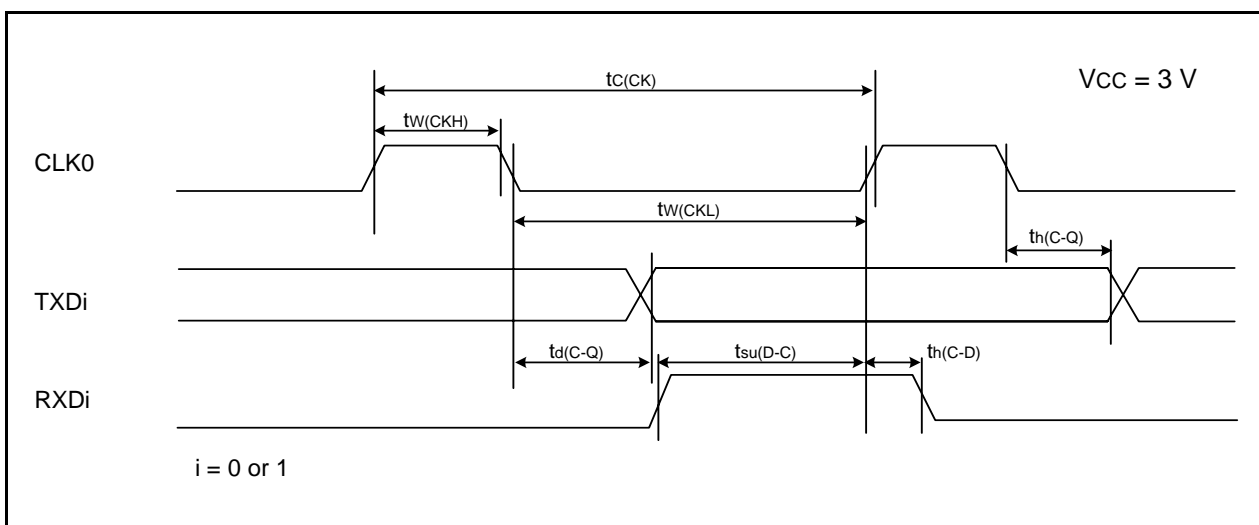 tC(CK)
VCC = 3 V
tW(CKH)
CLK0
tW(CKL)
th(C-Q)
TXDi
td(C-Q)
tsu(D-C)
th(C-D)
RXDi
i = 0 or 1